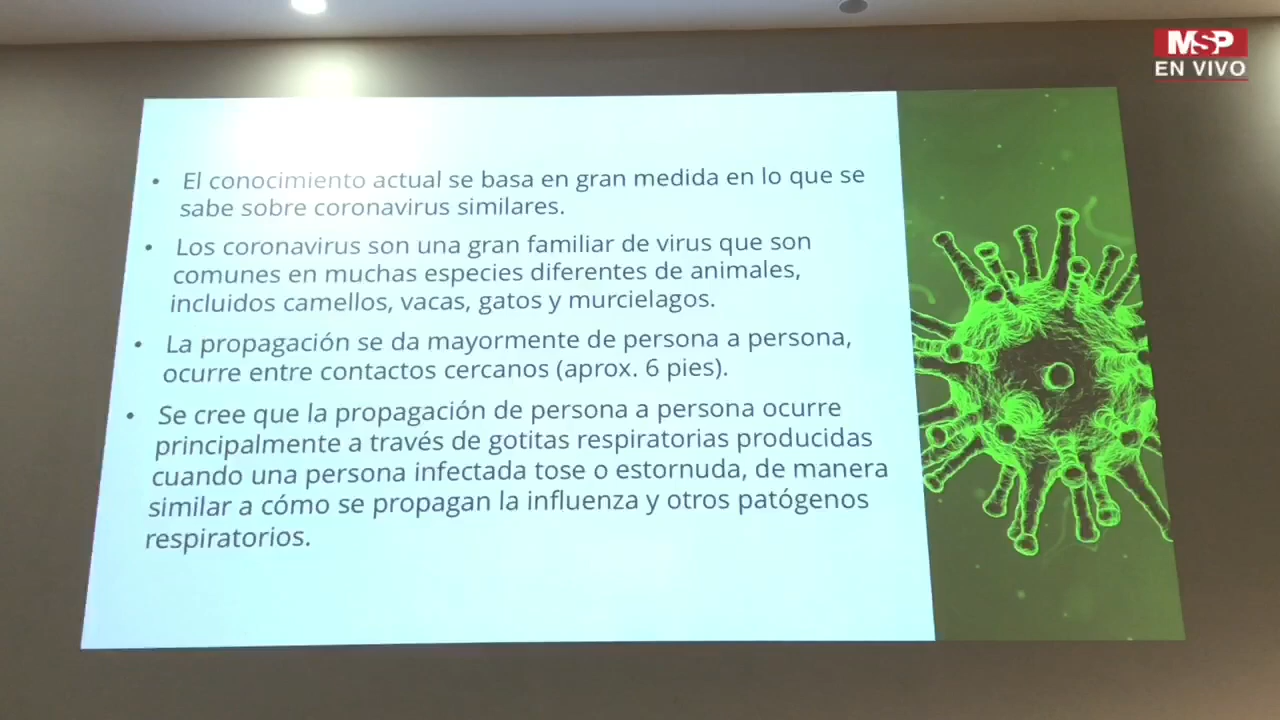 MSP
EN VIVO
• El conocimiento actual se basa en gran medida en lo que se
sabe sobre coronavirus similares.
• Los coronavirus son una gran familiar de virus que son
comunes en muchas especies diferentes de animales,
incluidos camellos, vacas, gatos y murcielagos.
• La propagación se da mayormente de persona a persona,
ocurre entre contactos cercanos (aprox. 6 pies).
• Se cree que la propagación de persona a persona ocurre
principalmente a través de gotitas respiratorias producidas
cuando una persona infectada tose o estornuda, de manera
similar a cómo se propagan la influenza y otros patógenos
respiratorios.